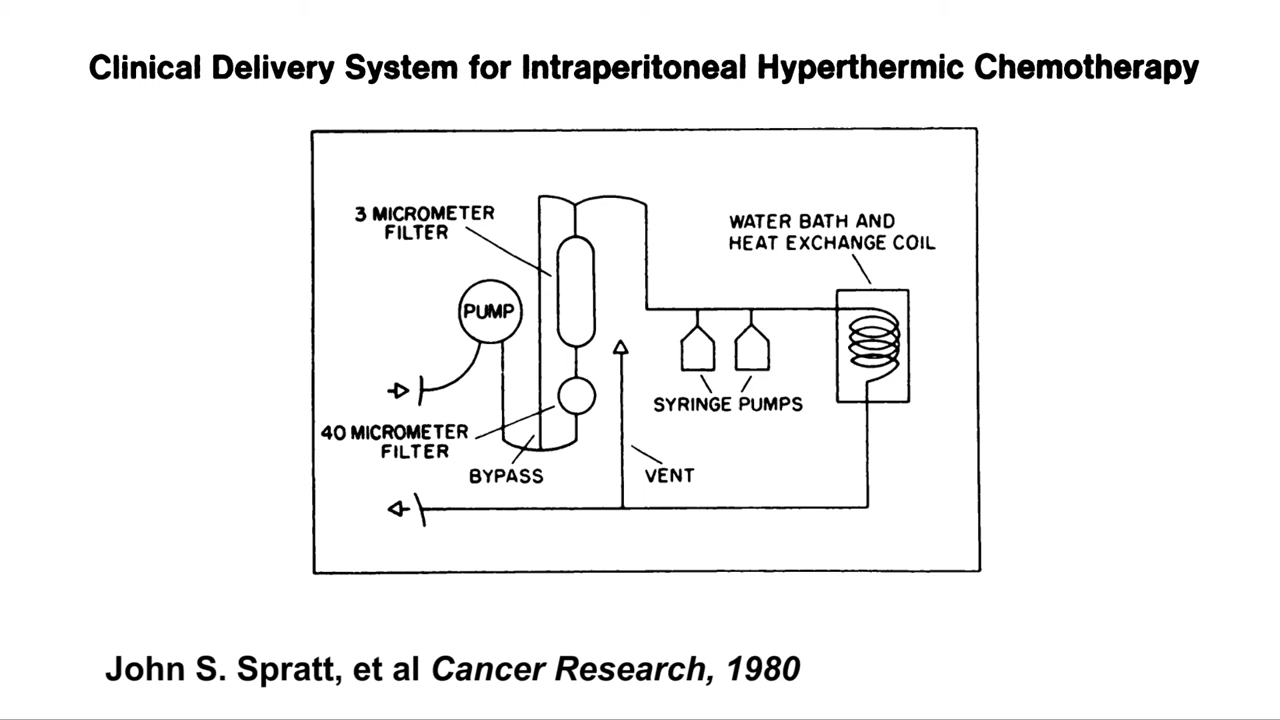 Clinical Delivery System for Intraperitoneal Hyperthermic Chemotherapy
3 MICROMETER
FILTER
WATER BATH AND
HEAT EXCHANGE COIL
PUMP
SYRINGE PUMPS
40 MICROMETER
FILTER
BYPASS
VENT
John S. Spratt, et al Cancer Research, 1980